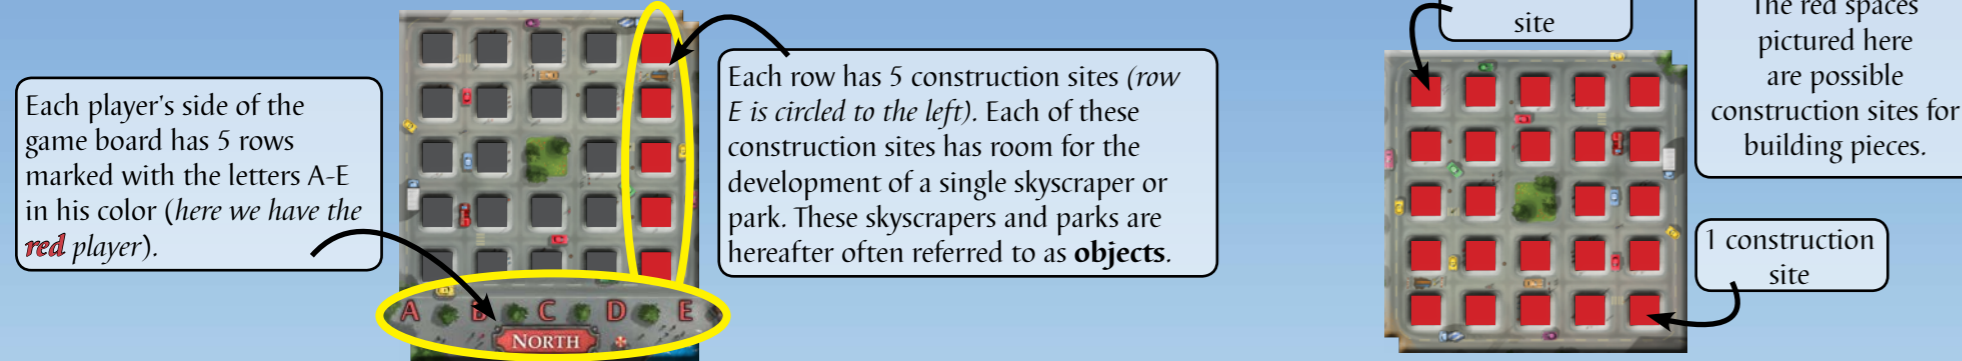 Each player's side of the
game board has 5 rows
marked with the letters A-E
in his color (here we have the
red player).
A B C D E
NORTH
Each row has 5 construction sites (row
E is circled to the left). Each of these
construction sites has room for the
development of a single skyscraper or
park. These skyscrapers and parks are
hereafter often referred to as objects.
site
The red spaces
pictured here
are possible
construction sites for
building pieces.
1 construction
site